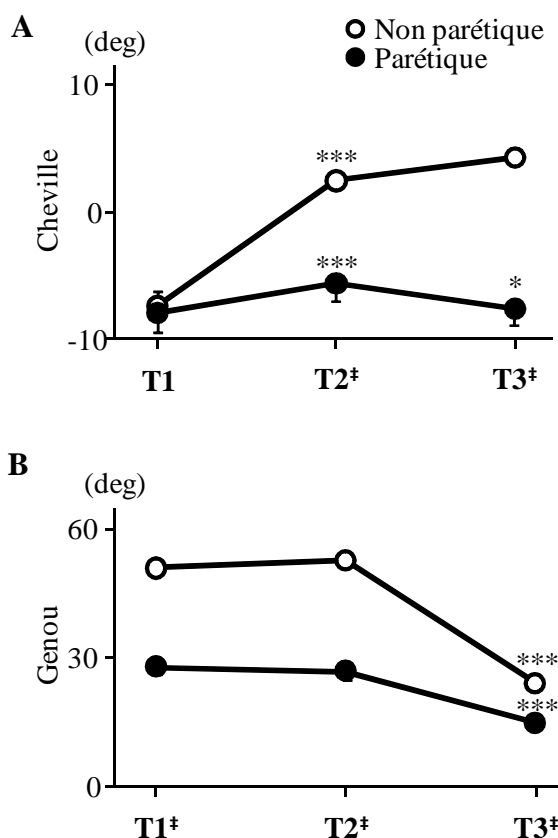 A
(deg)
Non parétique
Parétique
10
0
-10
Cheville
***
***
*
T1
T2‡
T3‡
B
(deg)
60
30
0
Genou
***
***
T1‡
T2‡
T3‡